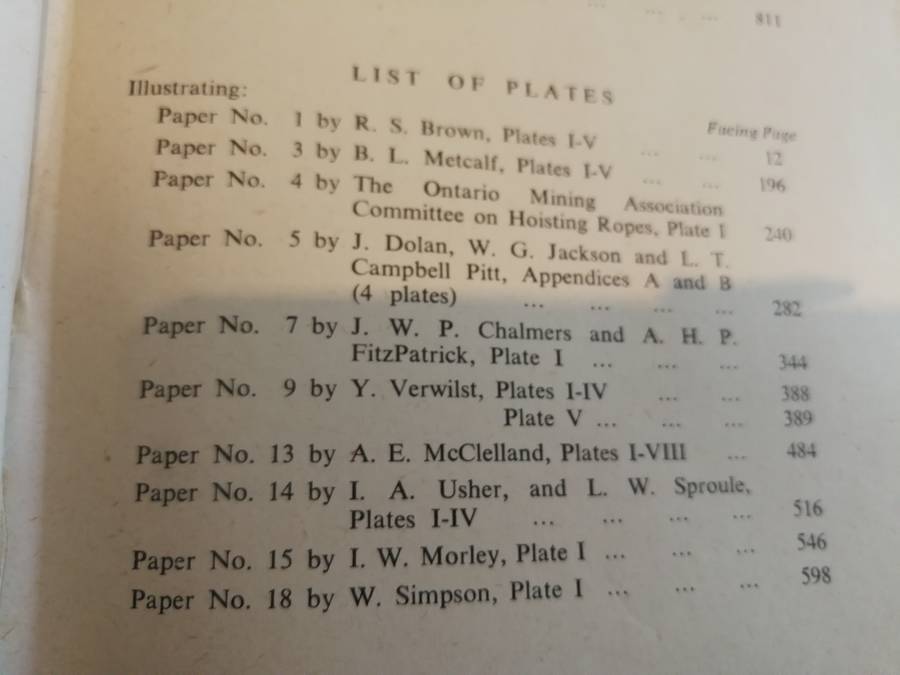 ... ... ... 811
LIST OF PLATES
Illustrating:
Facing Page
Paper No. 1 by R. S. Brown, Plates I-V ... ... 12
Paper No. 3 by B. L. Metcalf, Plates I-V ... ... 196
Paper No. 4 by The Ontario Mining Association
Committee on Hoisting Ropes, Plate I 240
Paper No. 5 by J. Dolan, W. G. Jackson and L. T.
Campbell Pitt, Appendices A and B
(4 plates) ... ... ... ... 282
Paper No. 7 by J. W. P. Chalmers and A. H. P.
FitzPatrick, Plate I ... ... ... 344
Paper No. 9 by Y. Verwilst, Plates I-IV ... ... 388
Plate V ... ... ... 389
Paper No. 13 by A. E. McClelland, Plates I-VIII ... 484
Paper No. 14 by I. A. Usher, and L. W. Sproule,
Plates I-IV ... ... ... ... 516
Paper No. 15 by I. W. Morley, Plate I ... ... ... 546
Paper No. 18 by W. Simpson, Plate I ... ... ... 598